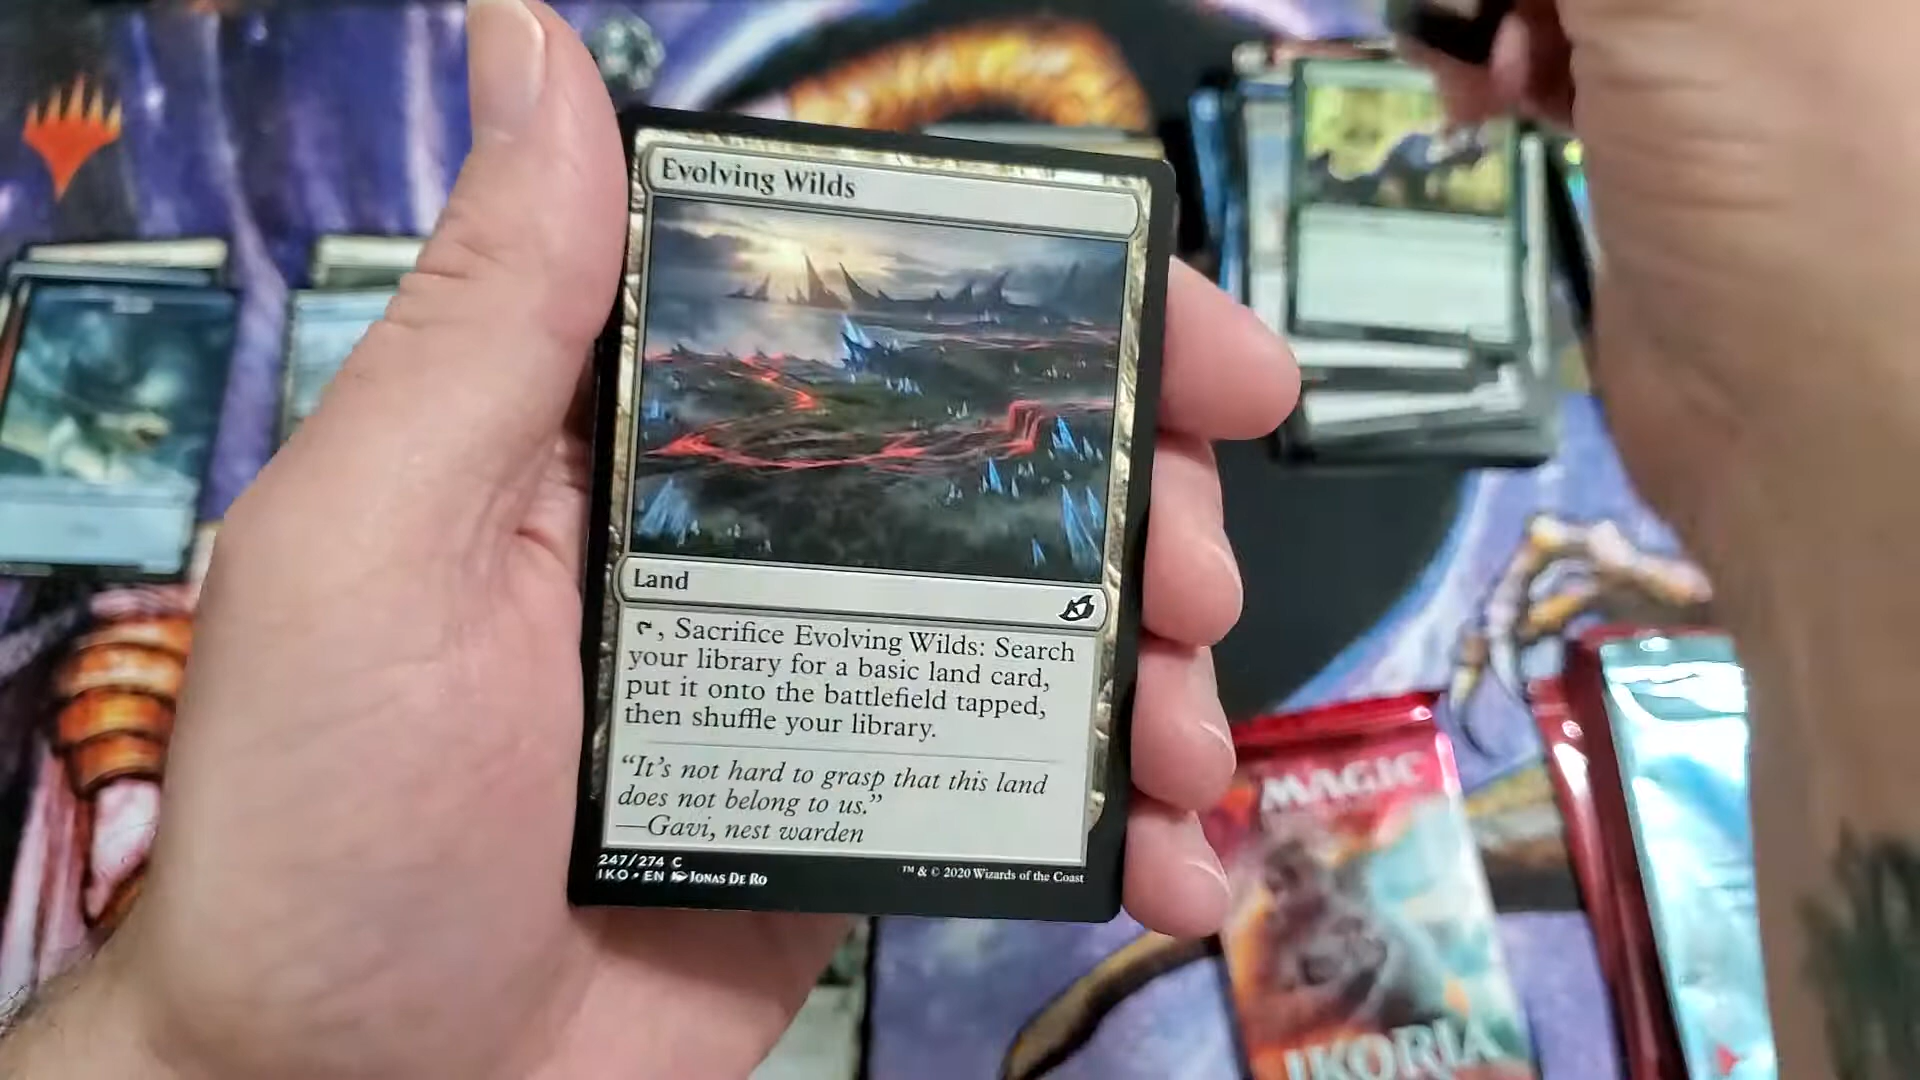 Evolving Wilds
Land
, Sacrifice Evolving Wilds: Search
your library for a basic land card,
put it onto the battlefield tapped,
then shuffle your library.
“It’s not hard to grasp that this land
does not belong to us.”
—Gavi, nest warden
247/274 C
IKO • EN JONAS DE RO
™ & © 2020 Wizards of the Coast
MAGIC
IKORIA